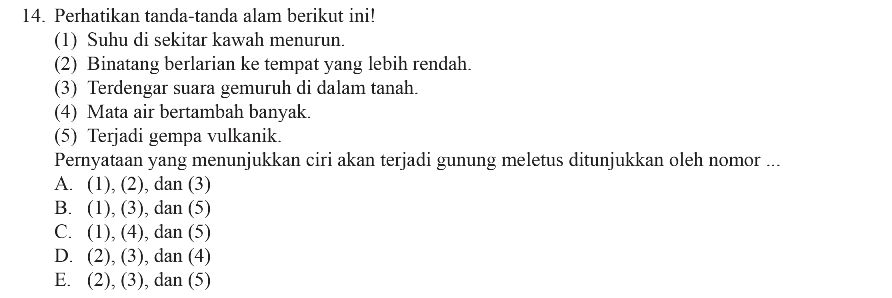 14. Perhatikan tanda-tanda alam berikut ini!
(1) Suhu di sekitar kawah menurun.
(2) Binatang berlarian ke tempat yang lebih rendah.
(3) Terdengar suara gemuruh di dalam tanah.
(4) Mata air bertambah banyak.
(5) Terjadi gempa vulkanik.
Pernyataan yang menunjukkan ciri akan terjadi gunung meletus ditunjukkan oleh nomor ...
A. (1), (2), dan (3)
B. (1), (3), dan (5)
C. (1), (4), dan (5)
D. (2), (3), dan (4)
E. (2), (3), dan (5)